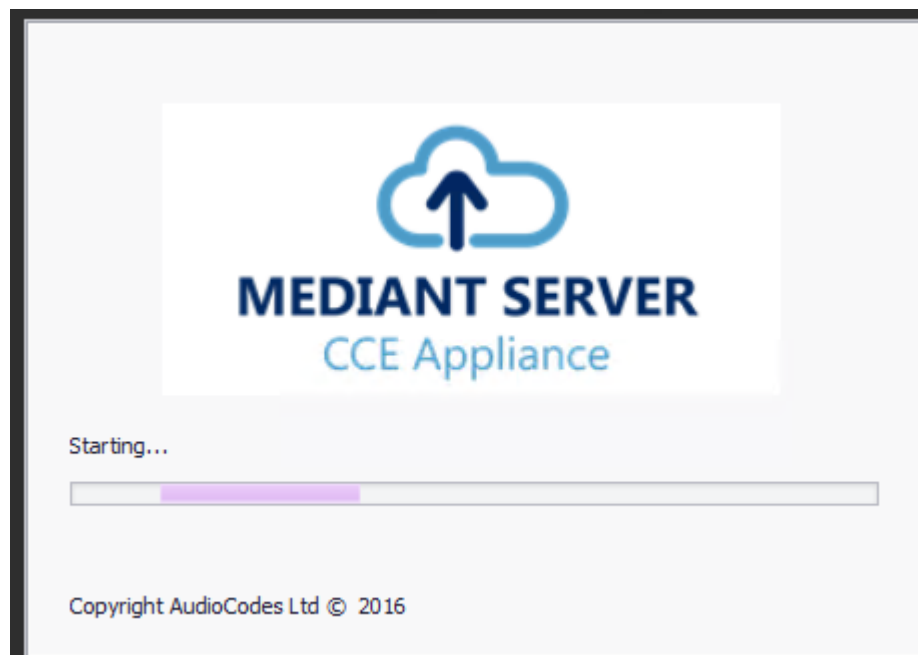 MEDIANT SERVER
CCE Appliance
Starting...
Copyright AudioCodes Ltd © 2016